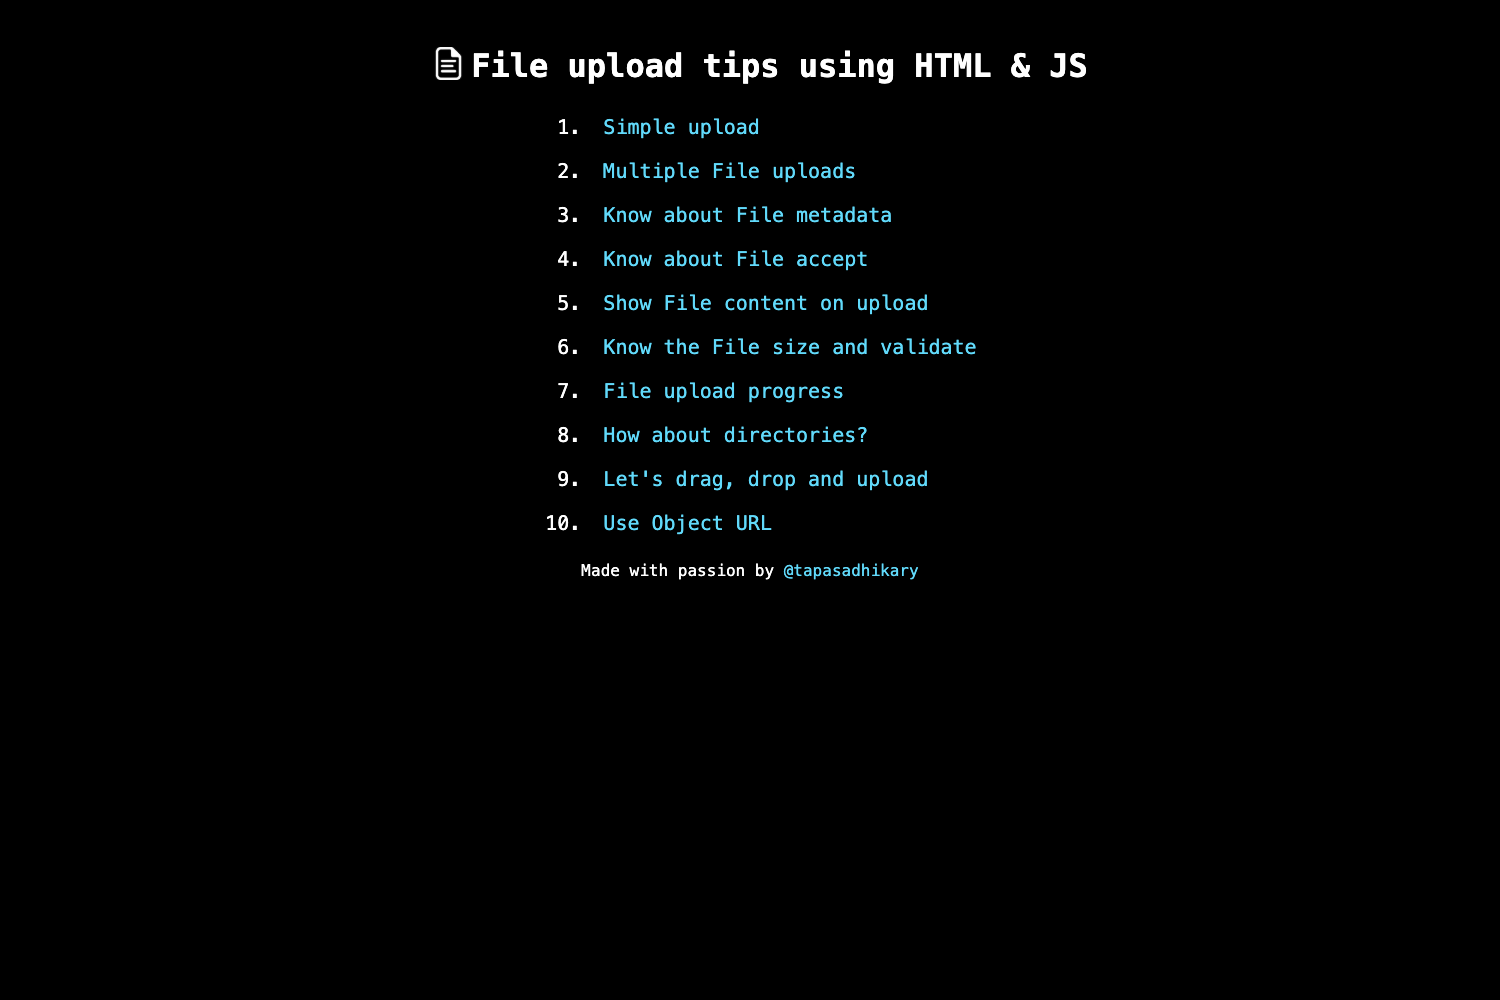 File upload tips using HTML & JS
1. Simple upload
2. Multiple File uploads
3. Know about File metadata
4. Know about File accept
5. Show File content on upload
6. Know the File size and validate
7. File upload progress
8. How about directories?
9. Let's drag, drop and upload
10. Use Object URL
Made with passion by @tapasadhikary